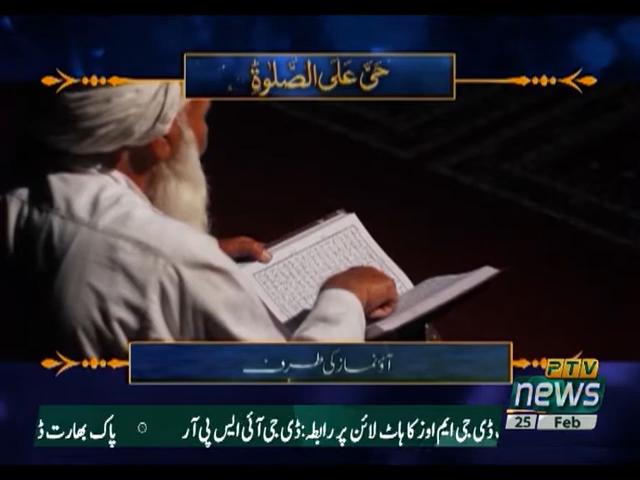 حَیَّ عَلَی الصَّلٰوۃ
آؤ نماز کی طرف
PTV
news
25 Feb
ڈی جی ایم اوز کا ہاٹ لائن پر رابطہ: ڈی جی آئی ایس پی آر ○ پاک بھارت